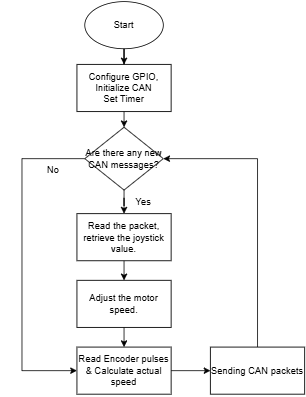 Start
Configure GPIO,
Initialize CAN
Set Timer
Are there any new
CAN messages?
No
Yes
Read the packet,
retrieve the joystick
value.
Adjust the motor
speed.
Read Encoder pulses
& Calculate actual
speed
Sending CAN packets